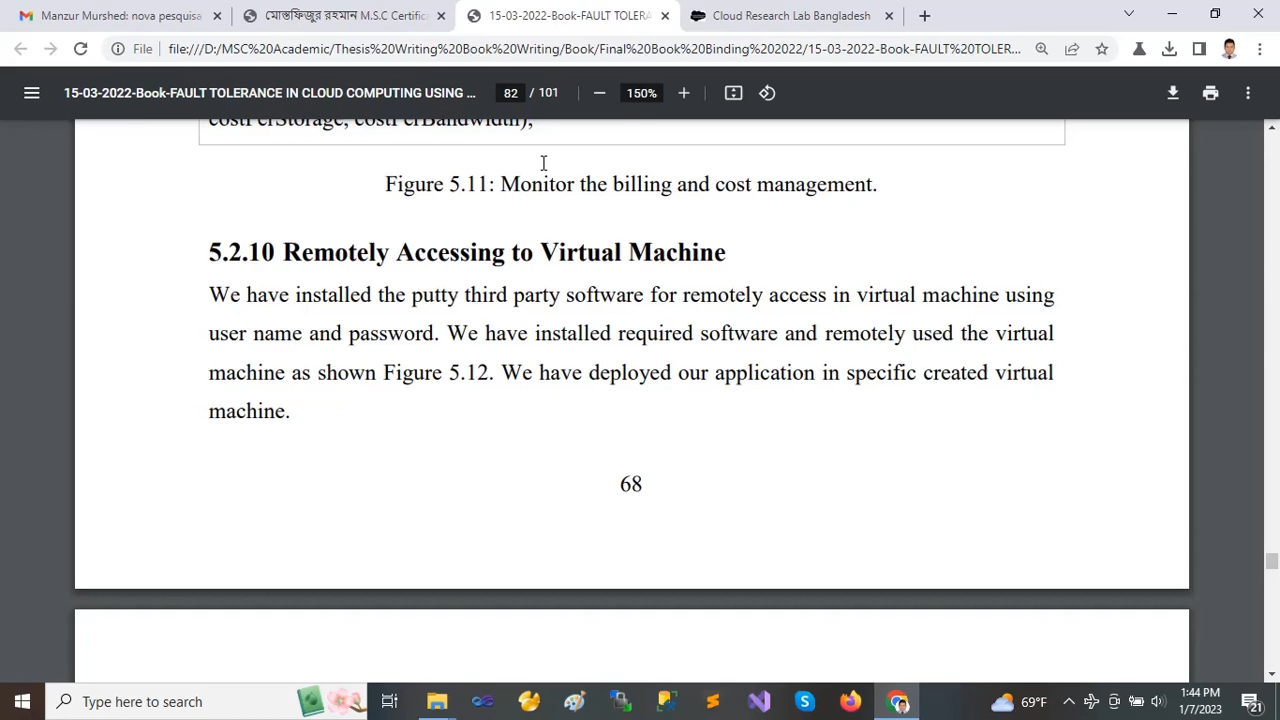 Manzur Murshed: nova pesquisa
মোস্তফিজুর রহমান M.S.C Certific
15-03-2022-Book-FAULT TOLERA
Cloud Research Lab Bangladesh
File
file:///D:/MSC%20Academic/Thesis%20Writing%20Book%20Writing/Book/Final%20Book%20Binding%202022/15-03-2022-Book-FAULT%20TOLER...
15-03-2022-Book-FAULT TOLERANCE IN CLOUD COMPUTING USING ...
82 / 101
150%
costPerStorage, costPerBandwidth);
Figure 5.11: Monitor the billing and cost management.
5.2.10 Remotely Accessing to Virtual Machine
We have installed the putty third party software for remotely access in virtual machine using
user name and password. We have installed required software and remotely used the virtual
machine as shown Figure 5.12. We have deployed our application in specific created virtual
machine.
68
Type here to search
69°F
1:44 PM
1/7/2023
21